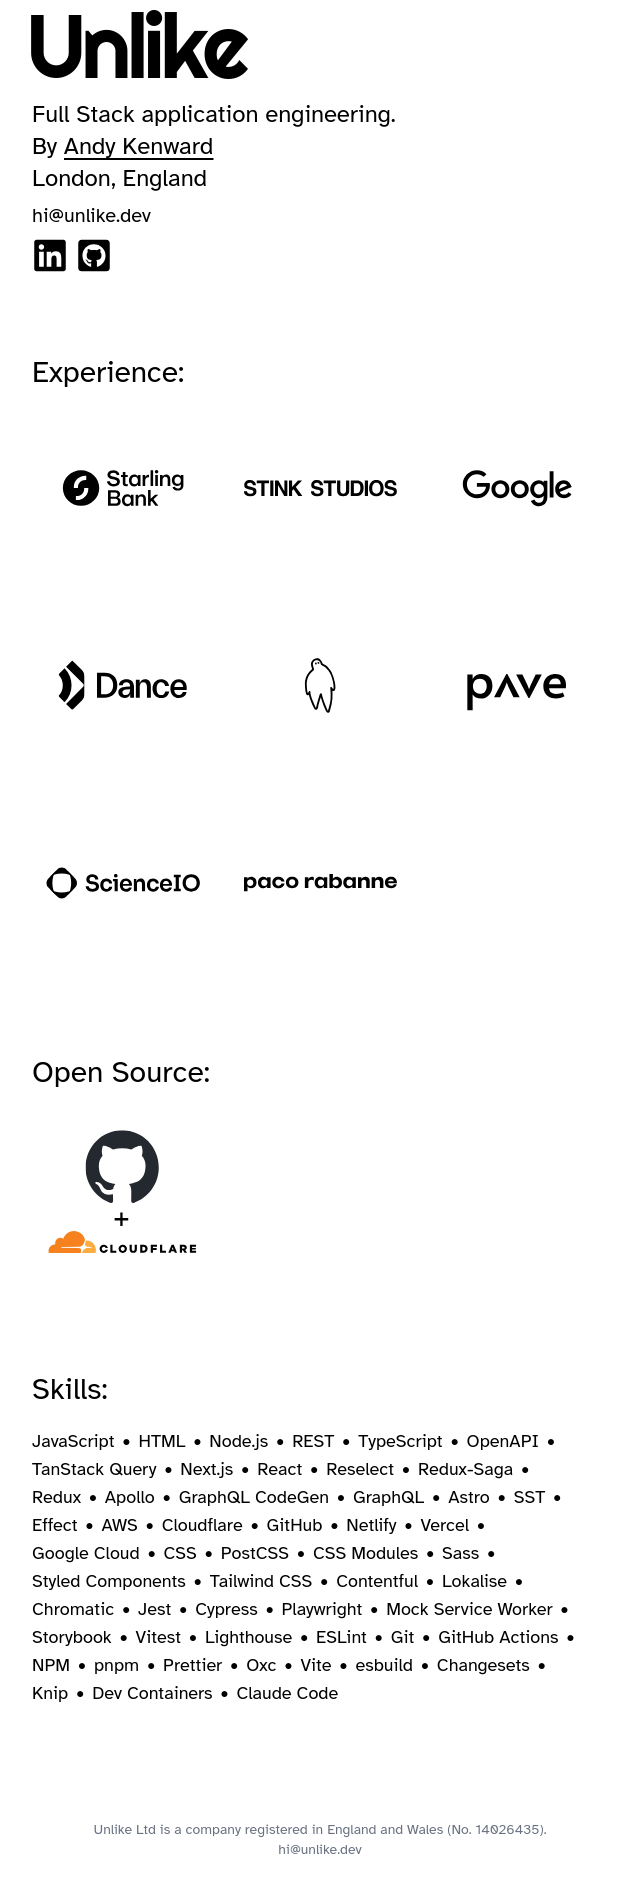 Unlike
Full Stack application engineering.
By Andy Kenward
London, England
hi@unlike.dev
in
Experience:
Starling
Bank
STINK STUDIOS
Google
Dance
pΛve
ScienceIO
paco rabanne
Open Source:
+
CLOUDFLARE
Skills:
JavaScript • HTML • Node.js • REST • TypeScript • OpenAPI •
TanStack Query • Next.js • React • Reselect • Redux-Saga •
Redux • Apollo • GraphQL CodeGen • GraphQL • Astro • SST •
Effect • AWS • Cloudflare • GitHub • Netlify • Vercel •
Google Cloud • CSS • PostCSS • CSS Modules • Sass •
Styled Components • Tailwind CSS • Contentful • Lokalise •
Chromatic • Jest • Cypress • Playwright • Mock Service Worker •
Storybook • Vitest • Lighthouse • ESLint • Git • GitHub Actions •
NPM • pnpm • Prettier • Oxc • Vite • esbuild • Changesets •
Knip • Dev Containers • Claude Code
Unlike Ltd is a company registered in England and Wales (No. 14026435).
hi@unlike.dev